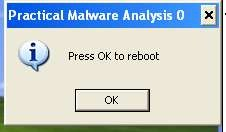 Practical Malware Analysis 0
Press OK to reboot
OK